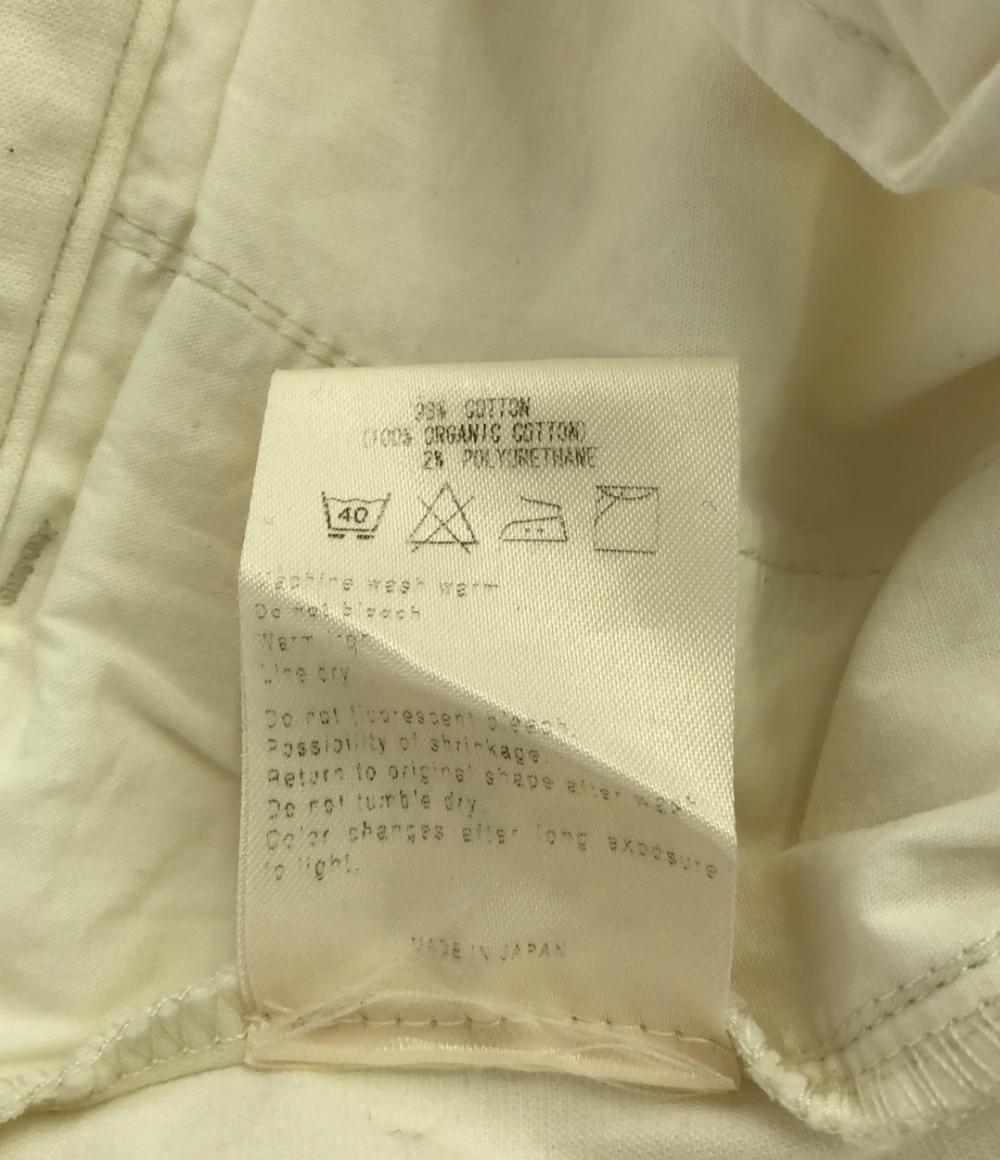 98% COTTON
(100% ORGANIC COTTON)
2% POLYURETHANE
40
Machine wash warm
Do not bleach
Warm iron
Line dry
Do not fluorescent bleach.
Possibility of shrinkage.
Return to original shape after wash.
Do not tumble dry.
Color changes after long exposure
to light.
MADE IN JAPAN